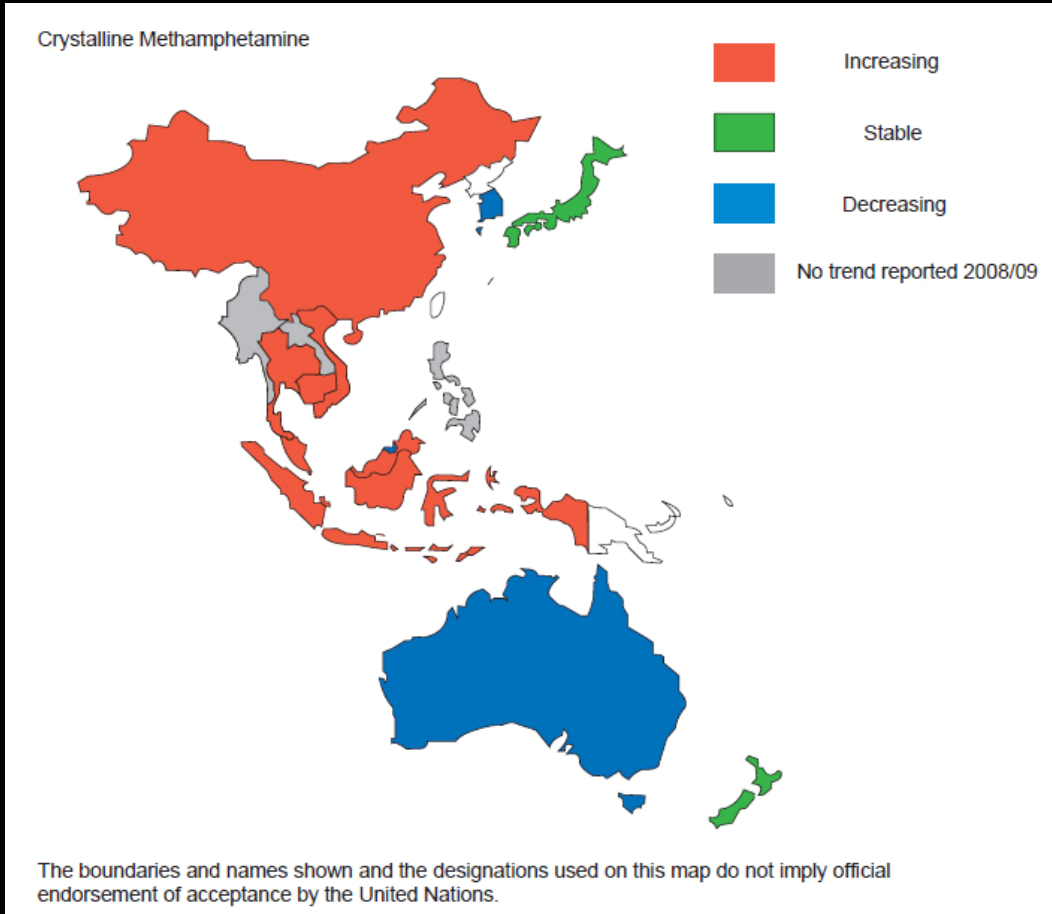 Crystalline Methamphetamine
Increasing
Stable
Decreasing
No trend reported 2008/09
The boundaries and names shown and the designations used on this map do not imply official
endorsement of acceptance by the United Nations.